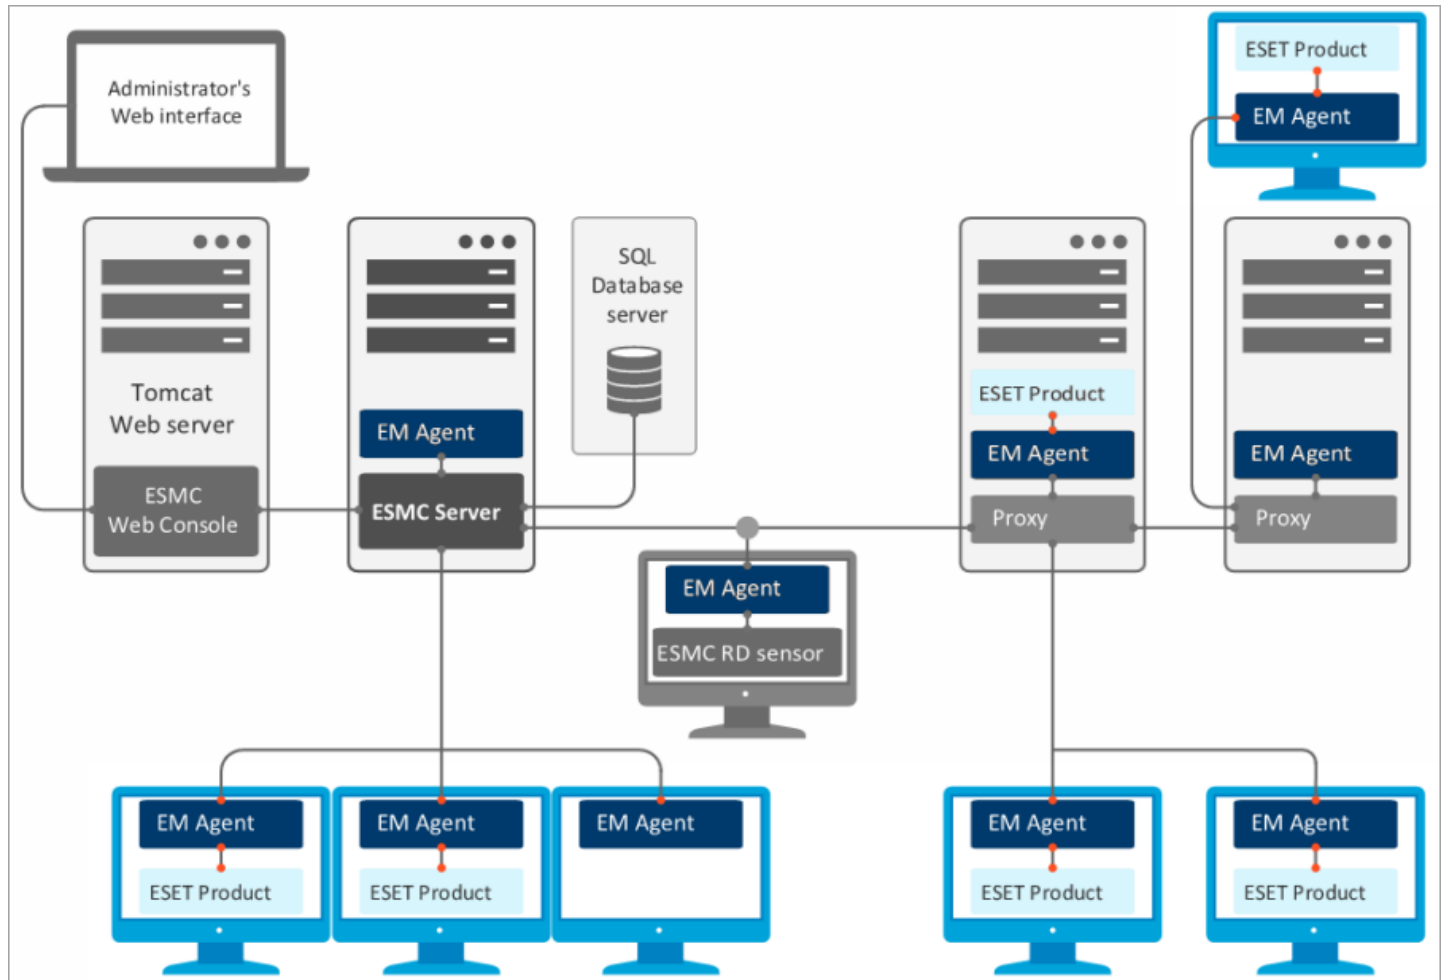 Administrator's
Web interface
ESET Product
EM Agent
Tomcat
Web server
ESMC
Web Console
EM Agent
ESMC Server
SQL
Database
server
ESET Product
EM Agent
Proxy
EM Agent
Proxy
EM Agent
ESMC RD sensor
EM Agent
ESET Product
EM Agent
ESET Product
EM Agent
EM Agent
ESET Product
EM Agent
ESET Product